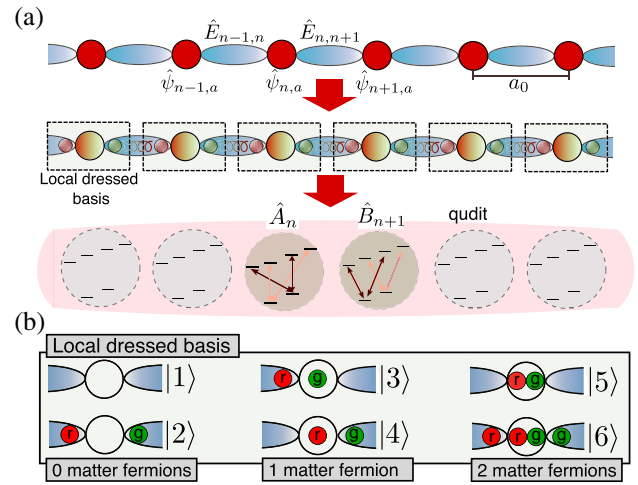 (a)
Ê_{n-1,n} Ê_{n,n+1}
ψ̂_{n-1,a} ψ̂_{n,a} ψ̂_{n+1,a} a_0
Local dressed
basis
Â_n B̂_{n+1} qudit
(b)
Local dressed basis
|1⟩ r g |3⟩ r g |5⟩
r g |2⟩ r g |4⟩ r r g g |6⟩
0 matter fermions 1 matter fermion 2 matter fermions